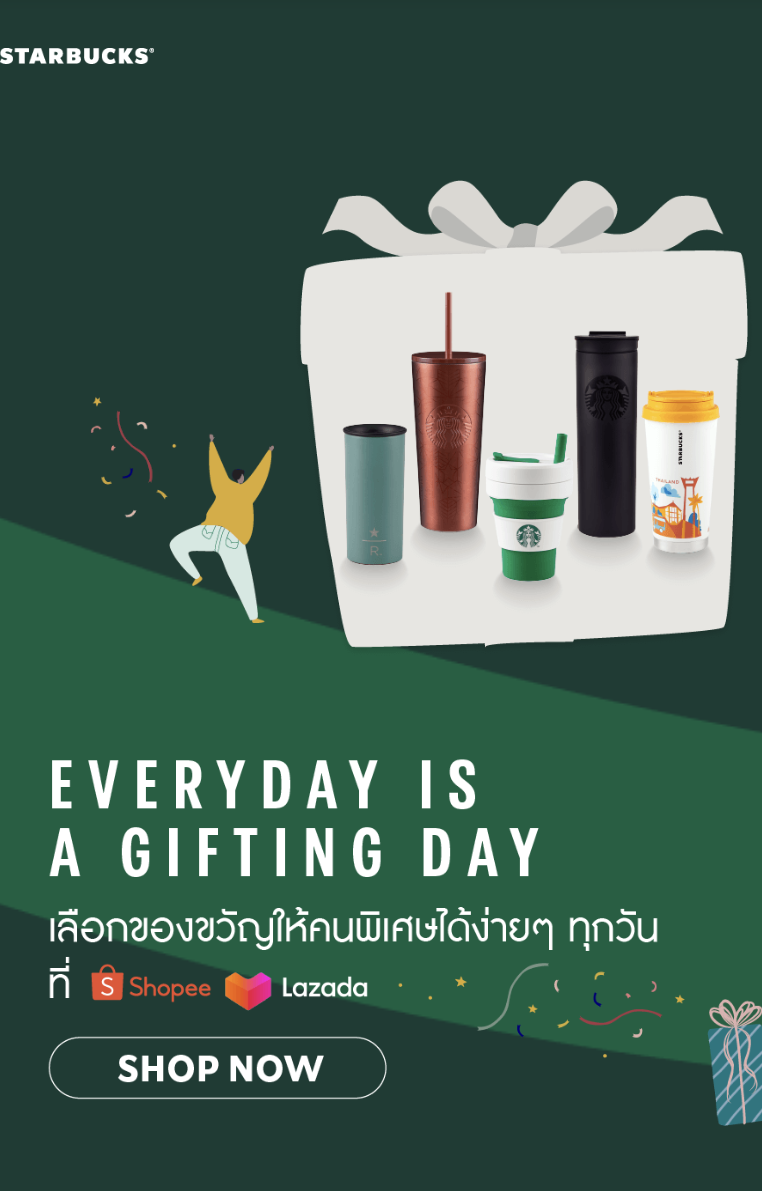 STARBUCKS®
STARBUCKS
THAILAND
R.
EVERYDAY IS
A GIFTING DAY
เลือกของขวัญให้คนพิเศษได้ง่ายๆ ทุกวัน
ที่ S Shopee Lazada
SHOP NOW